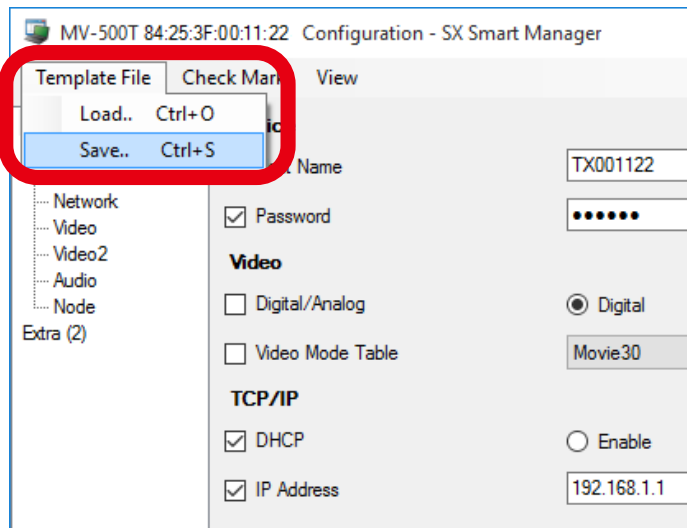 MV-500T 84:25:3F:00:11:22 Configuration - SX Smart Manager
Template File Check Mark View
Load.. Ctrl+O
Save.. Ctrl+S
Name TX001122
Network
Password ••••••
Video
Video2
Video
Audio
Digital/Analog Digital
Node
Extra (2)
Video Mode Table Movie30
TCP/IP
DHCP Enable
IP Address 192.168.1.1